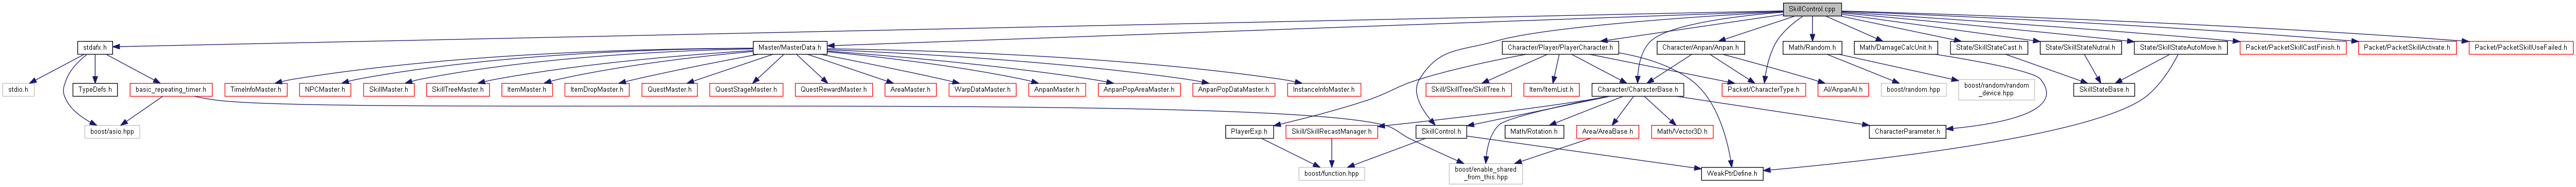 SkillControl.cpp
stdafx.h
Master/MasterData.h
Character/Player/PlayerCharacter.h
Character/Anpan/Anpan.h
Math/Random.h
Math/DamageCalcUnit.h
State/SkillStateCast.h
State/SkillStateNutral.h
State/SkillStateAutoMove.h
Packet/PacketSkillCastFinish.h
Packet/PacketSkillActivate.h
Packet/PacketSkillUseFailed.h
stdio.h
TypeDefs.h
basic_repeating_timer.h
TimeInfoMaster.h
NPCMaster.h
SkillMaster.h
SkillTreeMaster.h
ItemMaster.h
ItemDropMaster.h
QuestMaster.h
QuestStageMaster.h
QuestRewardMaster.h
AreaMaster.h
WarpDataMaster.h
AnpanMaster.h
AnpanPopAreaMaster.h
AnpanPopDataMaster.h
InstanceInfoMaster.h
Skill/SkillTree/SkillTree.h
Item/ItemList.h
Character/CharacterBase.h
Packet/CharacterType.h
AI/AnpanAI.h
boost/random.hpp
boost/random/random
_device.hpp
SkillStateBase.h
boost/asio.hpp
PlayerExp.h
Skill/SkillRecastManager.h
SkillControl.h
Math/Rotation.h
Area/AreaBase.h
Math/Vector3D.h
CharacterParameter.h
boost/function.hpp
boost/enable_shared
_from_this.hpp
WeakPtrDefine.h